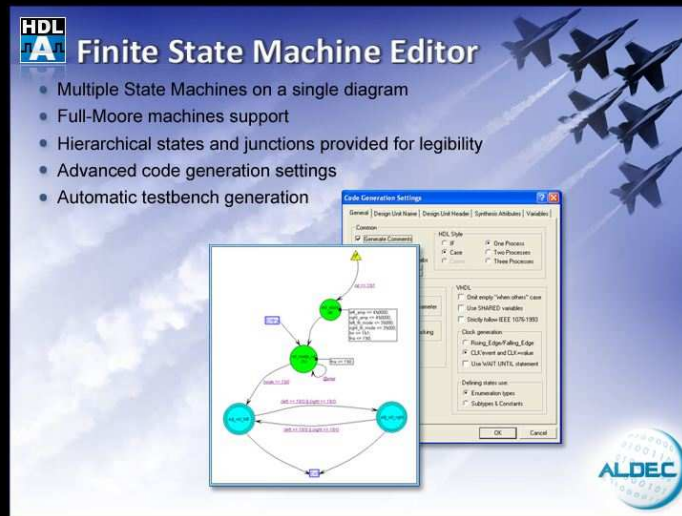 HDL
A
Finite State Machine Editor
Multiple State Machines on a single diagram
Full-Moore machines support
Hierarchical states and junctions provided for legibility
Advanced code generation settings
Automatic testbench generation
Code Generation Settings
General
Design Unit Name
Design Unit Header
Synthesis Attributes
Variables
Common
Generate Comments
HDL Style
IF
Case
One Process
Two Processes
Three Processes
VHDL
Omit empty "when others" case
Use SHARED variables
Strictly follow IEEE 1076-1993
Clock generation
Rising_Edge/Falling_Edge
CLK'event and CLK=value
Use WAIT UNTIL statement
Defining states use
Enumeration types
Subtypes & Constants
OK
Cancel
ALDEC